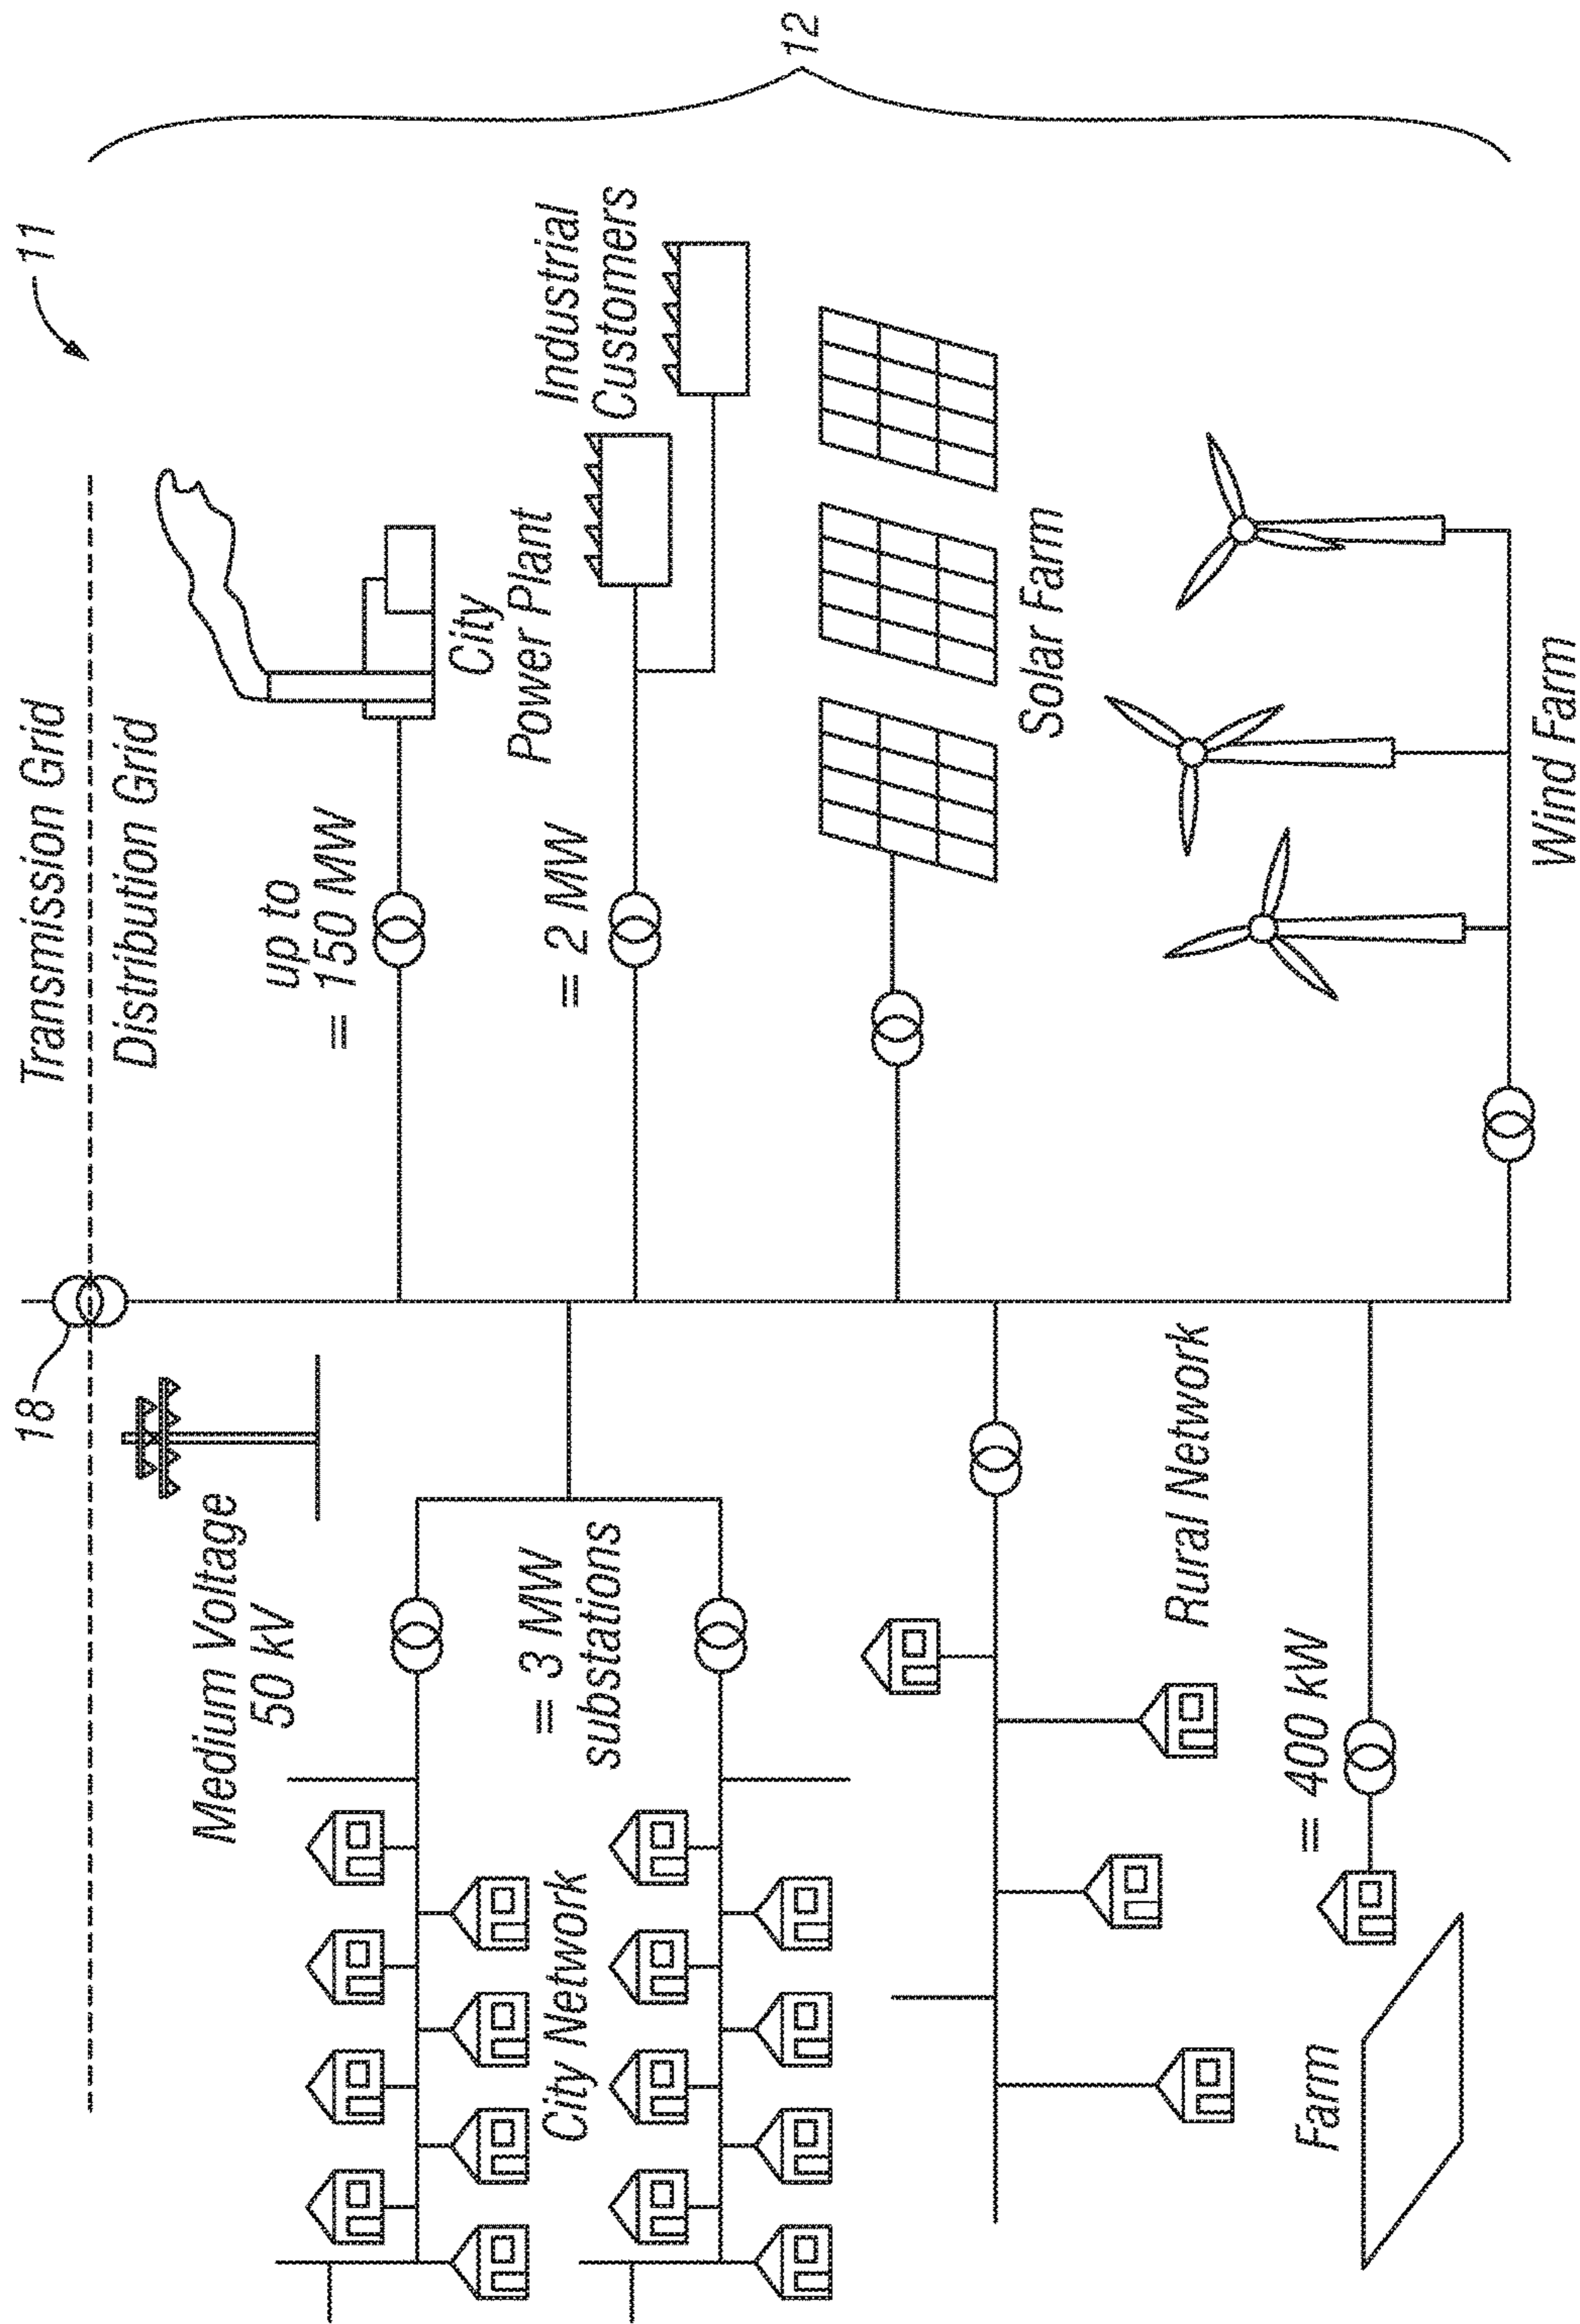 Transmission Grid
Distribution Grid
11
18
12
Medium Voltage
50 kV
up to
= 150 MW
City
Power Plant
= 3 MW
substations
= 2 MW
Industrial
Customers
City Network
Solar Farm
Rural Network
= 400 kW
Farm
Wind Farm